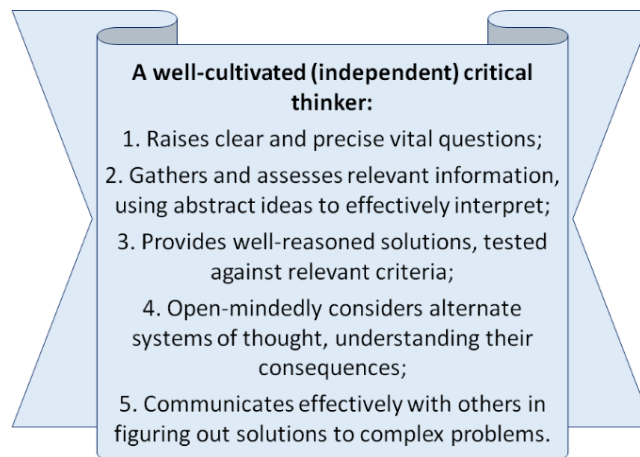 A well-cultivated (independent) critical
thinker:
1. Raises clear and precise vital questions;
2. Gathers and assesses relevant information,
using abstract ideas to effectively interpret;
3. Provides well-reasoned solutions, tested
against relevant criteria;
4. Open-mindedly considers alternate
systems of thought, understanding their
consequences;
5. Communicates effectively with others in
figuring out solutions to complex problems.